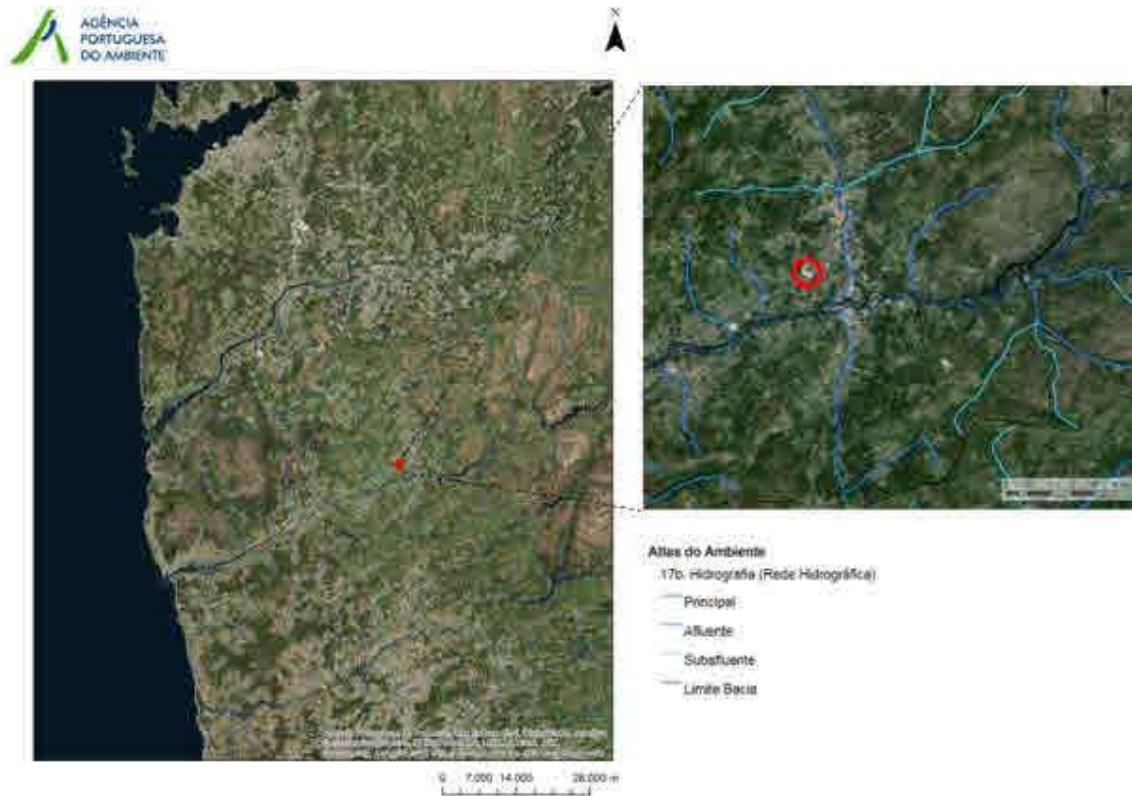 AGÊNCIA
PORTUGUESA
DO AMBIENTE
N
Atlas do Ambiente
17b. Hidrografia (Rede Hidrográfica)
Principal
Afluente
Subafluente
Limite Bacia
0 7.000 14.000 28.000 m